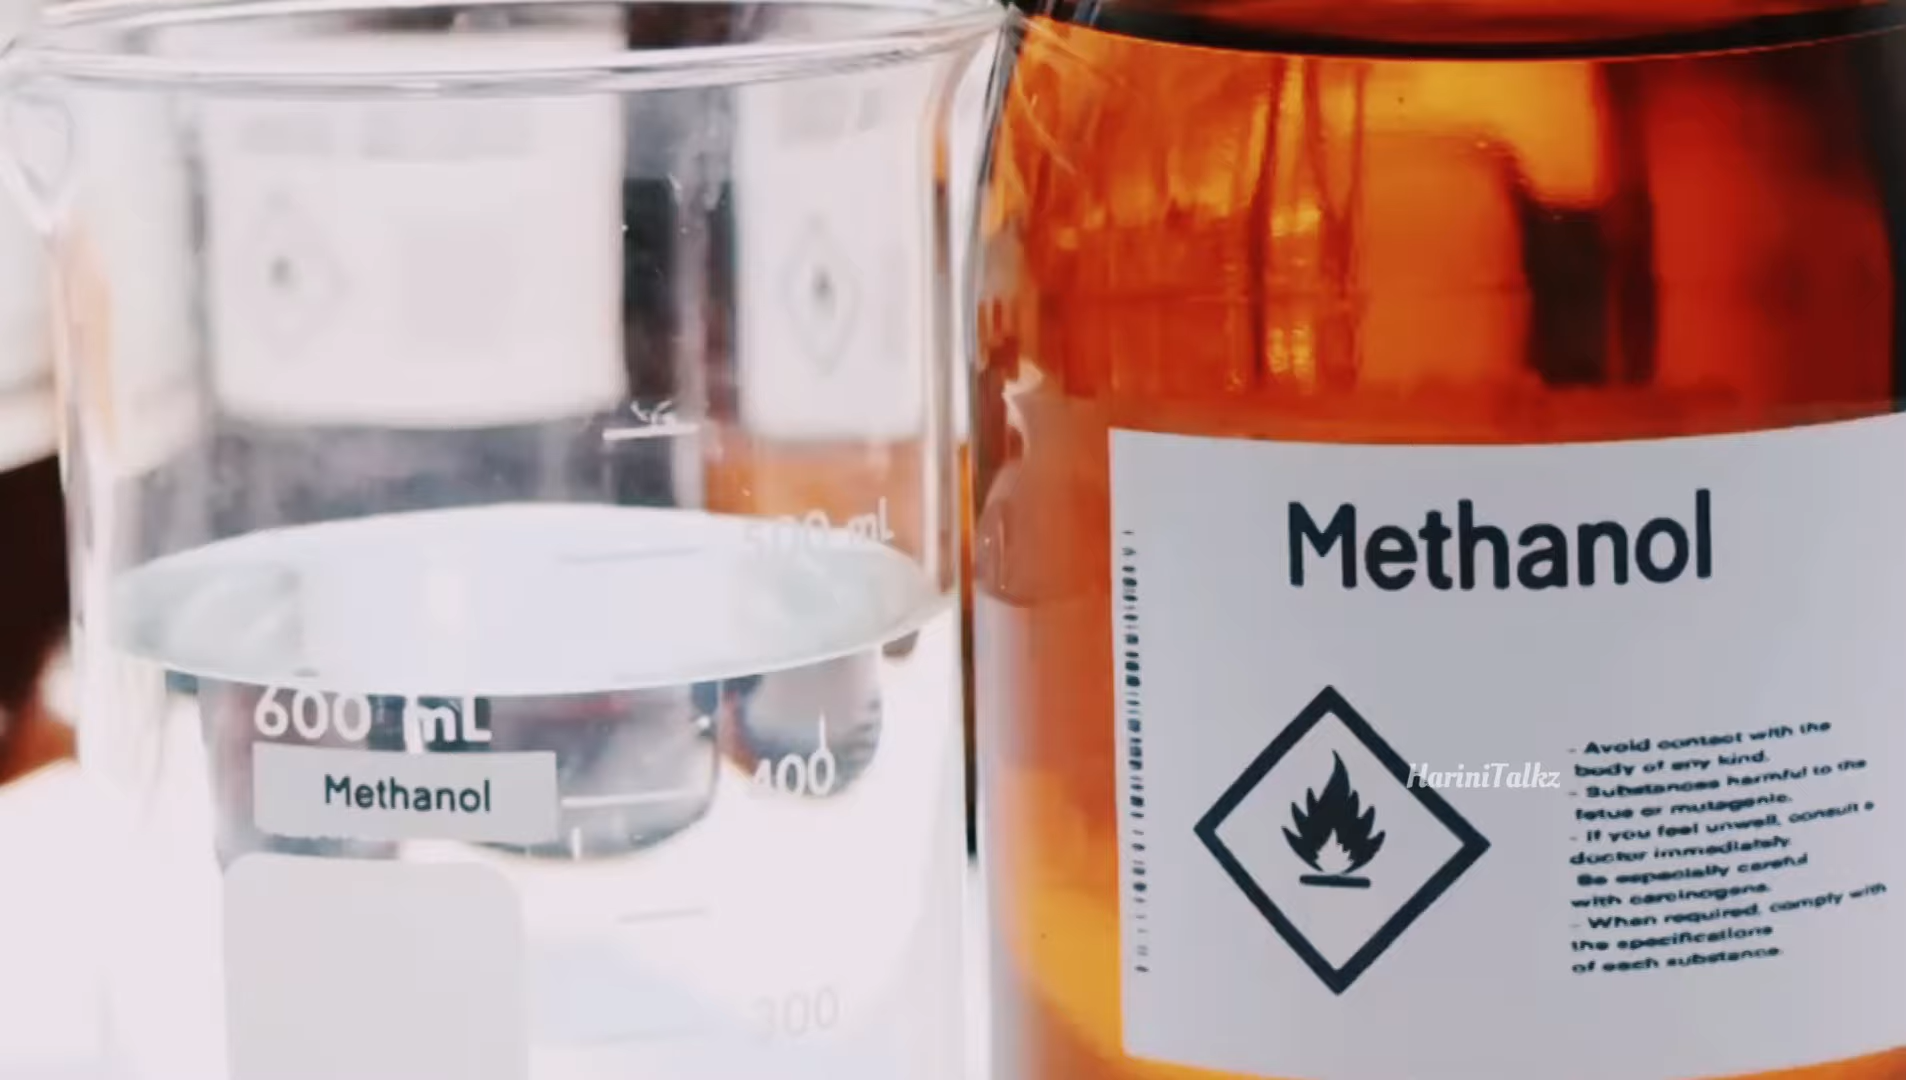 500 mL
600 mL
Methanol
400
300
Methanol
- Avoid contact with the
body of any kind.
- Substances harmful to the
fetus or mutagenic.
- If you feel unwell, consult a
doctor immediately.
Be especially careful
with carcinogens.
- When required, comply with
the specifications
of each substance.
HariniTalkz